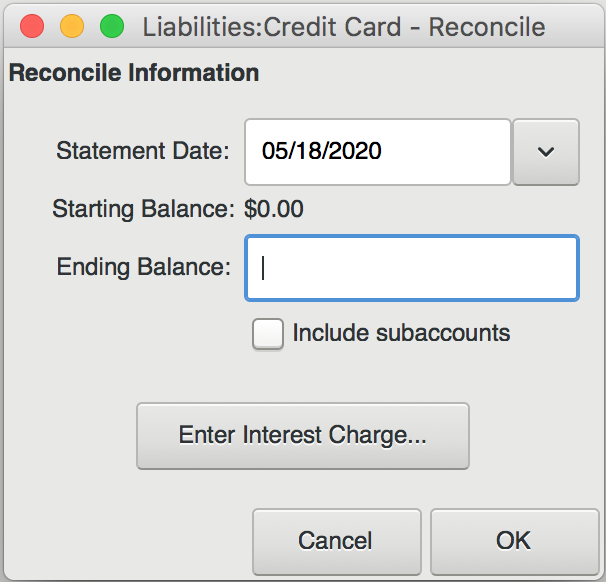 Liabilities:Credit Card - Reconcile
Reconcile Information
Statement Date: 05/18/2020
Starting Balance: $0.00
Ending Balance:
Include subaccounts
Enter Interest Charge...
Cancel OK